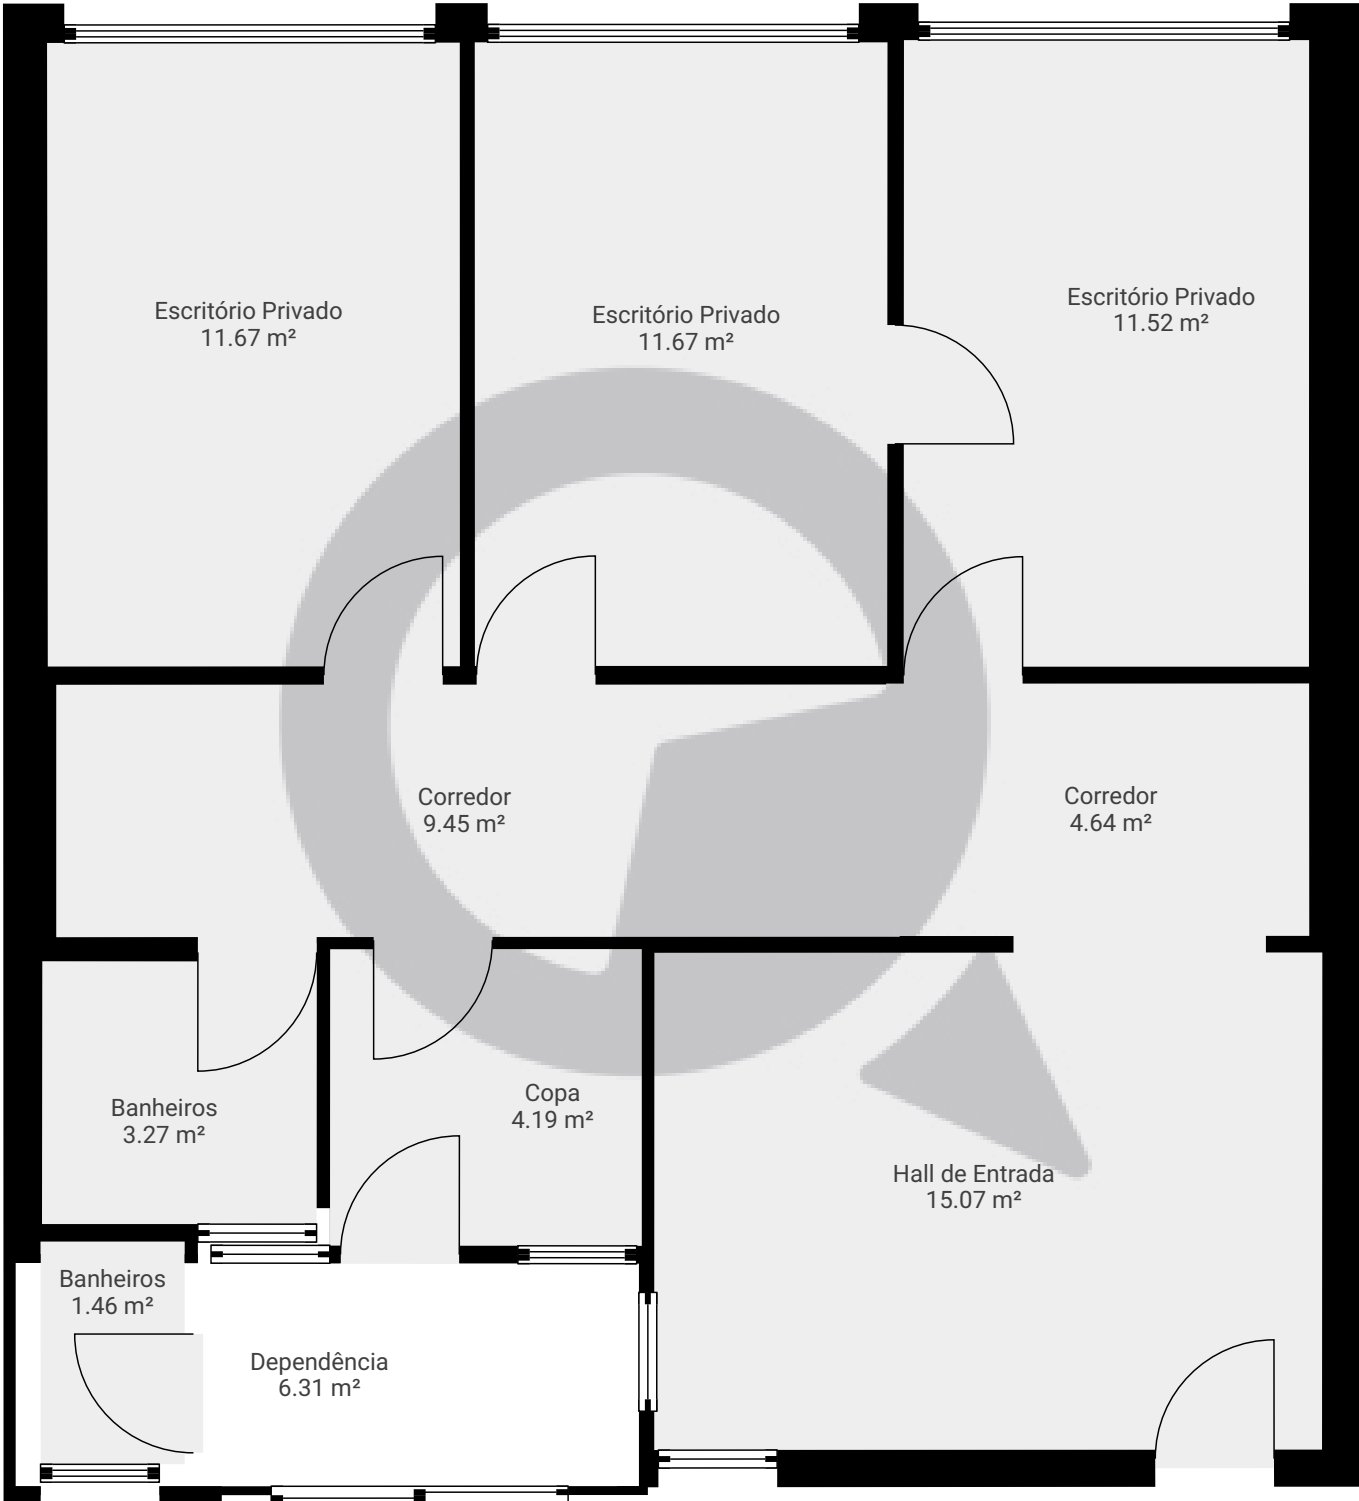 Escritório Privado
11.67 m²
Escritório Privado
11.67 m²
Escritório Privado
11.52 m²
Corredor
9.45 m²
Corredor
4.64 m²
Banheiros
3.27 m²
Copa
4.19 m²
Hall de Entrada
15.07 m²
Banheiros
1.46 m²
Dependência
6.31 m²